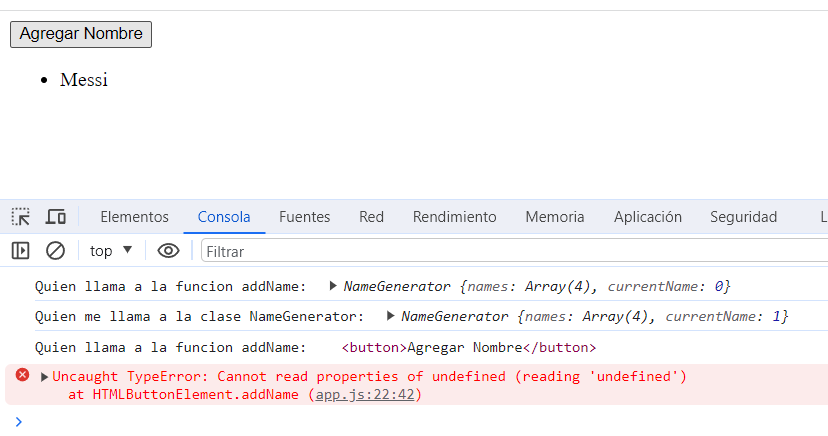 Agregar Nombre
• Messi
Elementos Consola Fuentes Red Rendimiento Memoria Aplicación Seguridad L
top ▼ Filtrar
Quien llama a la funcion addName: ▶ NameGenerator {names: Array(4), currentName: 0}
Quien me llama a la clase NameGenerator: ▶ NameGenerator {names: Array(4), currentName: 1}
Quien llama a la funcion addName: <button>Agregar Nombre</button>
▶ Uncaught TypeError: Cannot read properties of undefined (reading 'undefined')
at HTMLButtonElement.addName (app.js:22:42)
>